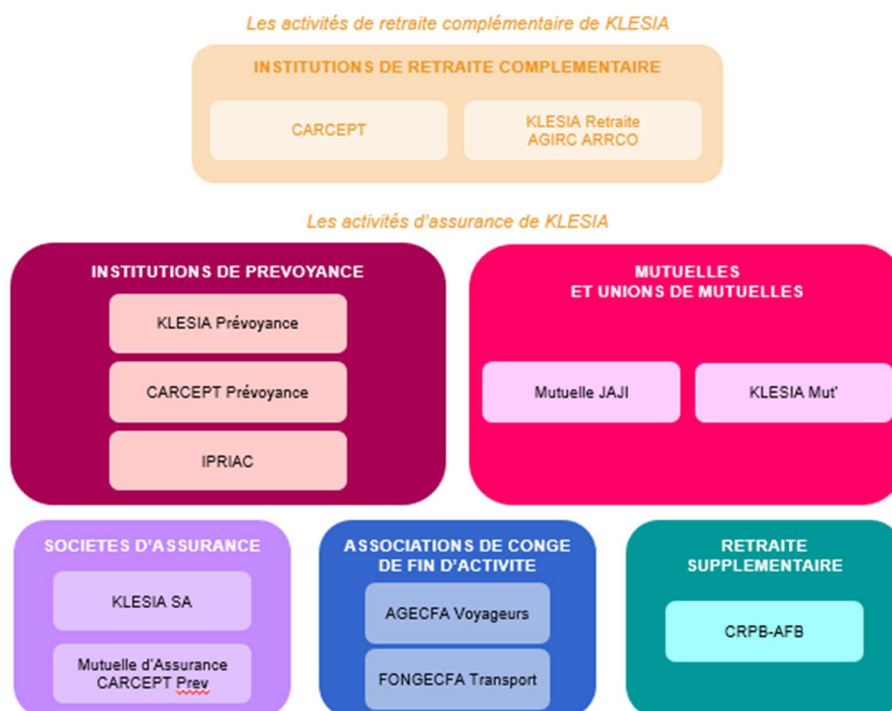 Les activités de retraite complémentaire de KLESIA
INSTITUTIONS DE RETRAITE COMPLEMENTAIRE
CARCEPT
KLESIA Retraite
AGIRC ARRCO
Les activités d'assurance de KLESIA
INSTITUTIONS DE PREVOYANCE
KLESIA Prévoyance
CARCEPT Prévoyance
IPRIAC
MUTUELLES
ET UNIONS DE MUTUELLES
Mutuelle JAJI
KLESIA Mut'
SOCIETES D'ASSURANCE
KLESIA SA
Mutuelle d'Assurance
CARCEPT Prev
ASSOCIATIONS DE CONGE
DE FIN D'ACTIVITE
AGECFA Voyageurs
FONGECFA Transport
RETRAITE
SUPPLEMENTAIRE
CRPB-AFB